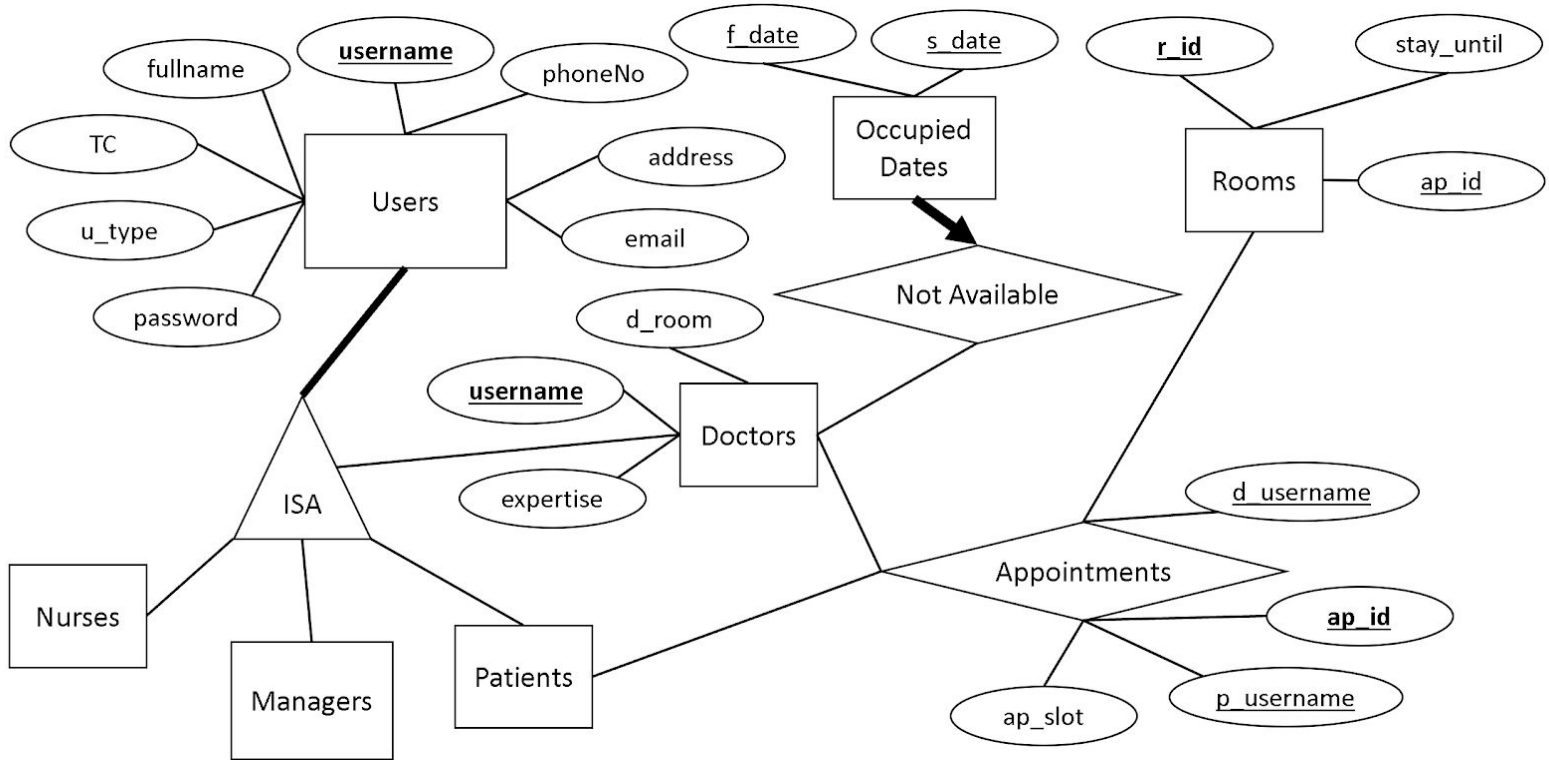 f_date
s_date
r_id
stay_until
username
fullname
phoneNo
TC
Occupied
Dates
address
Users
Rooms
ap_id
u_type
email
Not Available
password
d_room
username
Doctors
expertise
d_username
ISA
Appointments
Nurses
ap_id
Patients
Managers
p_username
ap_slot